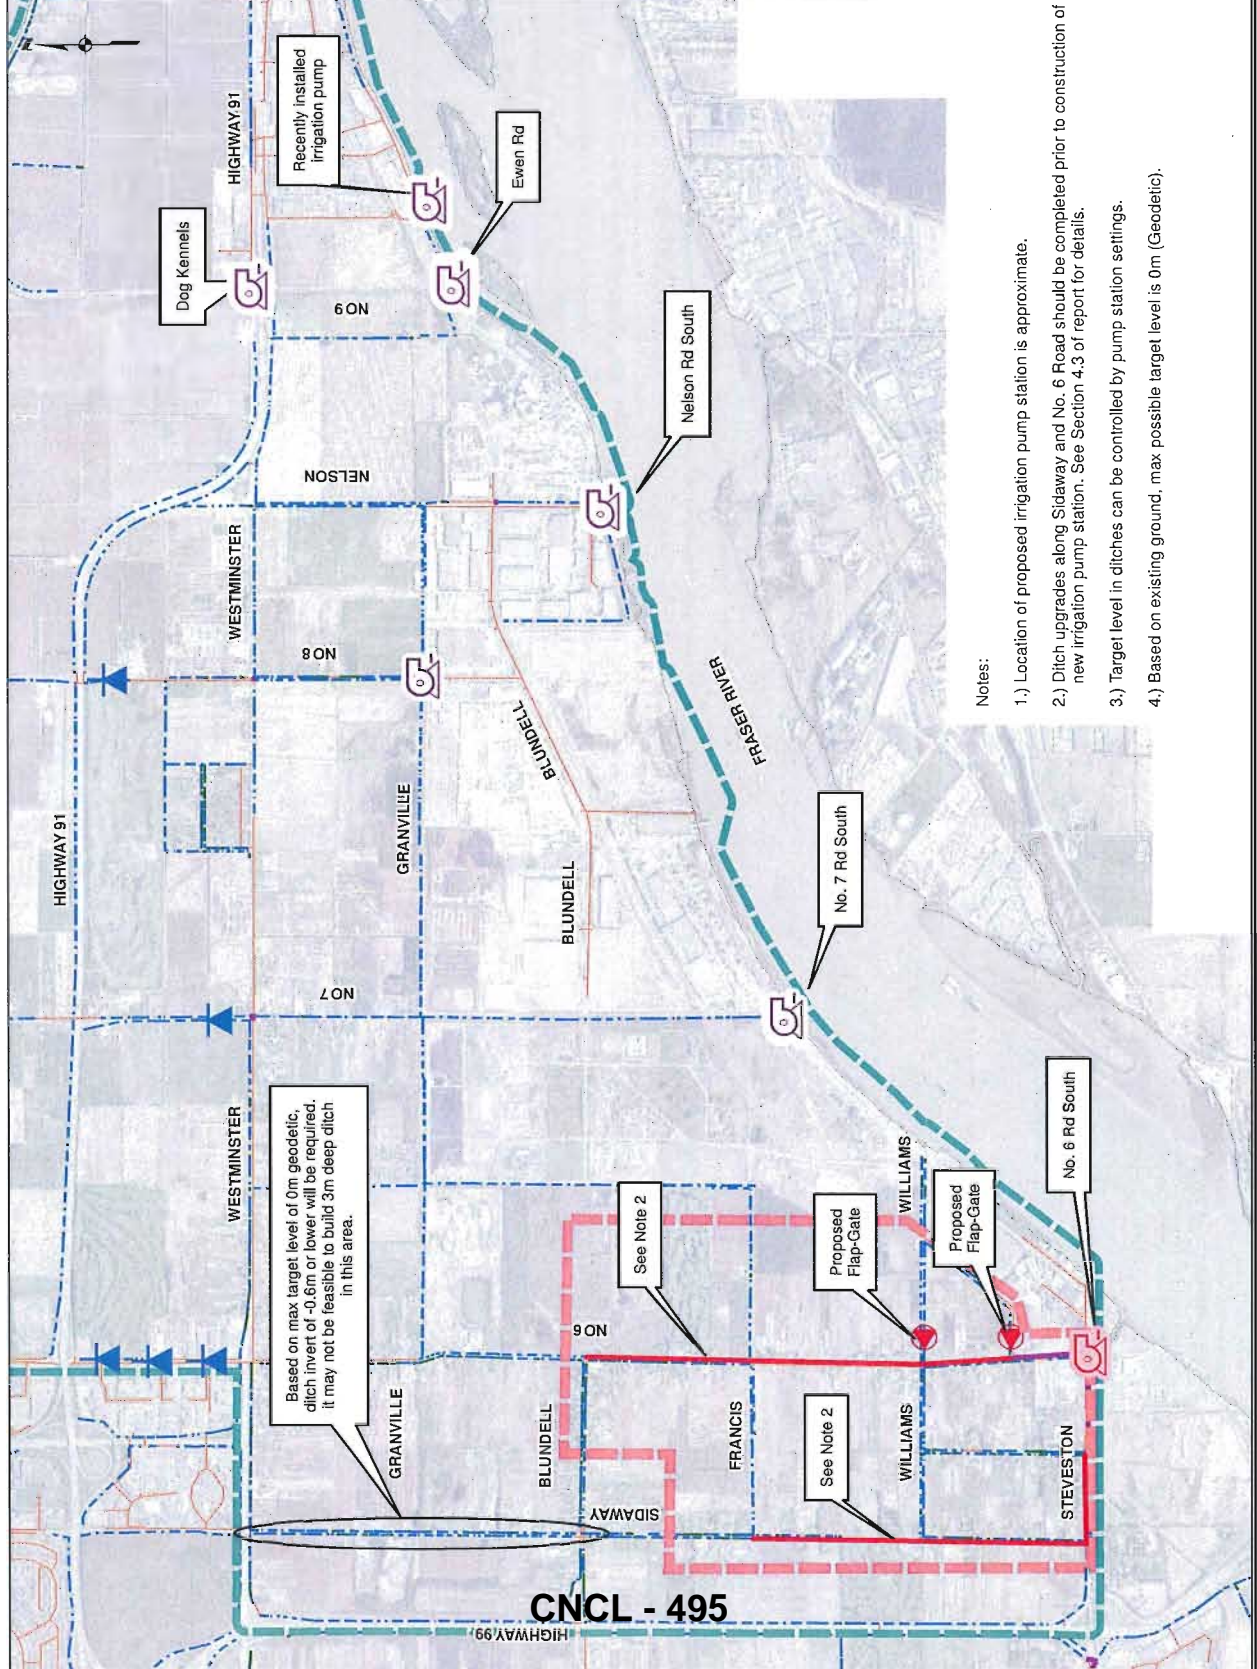 HIGHWAY 91
Recently installed
irrigation pump
Dog Kennels
Ewen Rd
NO 9
Nelson Rd South
NELSON
WESTMINSTER
NO 8
BLUNDELL
FRASER RIVER
HIGHWAY 91
GRANVILLE
BLUNDELL
No. 7 Rd South
NO 7
Based on max target level of 0m geodetic,
ditch invert of -0.6m or lower will be required.
it may not be feasible to build 3m deep ditch
in this area.
WESTMINSTER
See Note 2
WILLIAMS
Proposed
Flap-Gate
Proposed
Flap-Gate
No. 6 Rd South
NO 6
GRANVILLE
BLUNDELL
FRANCIS
WILLIAMS
See Note 2
STEVESTON
SIDAWAY
HIGHWAY 99
Notes:
1.) Location of proposed irrigation pump station is approximate.
2.) Ditch upgrades along Sidaway and No. 6 Road should be completed prior to construction of
new irrigation pump station. See Section 4.3 of report for details.
3.) Target level in ditches can be controlled by pump station settings.
4.) Based on existing ground, max possible target level is 0m (Geodetic).
CNCL - 495